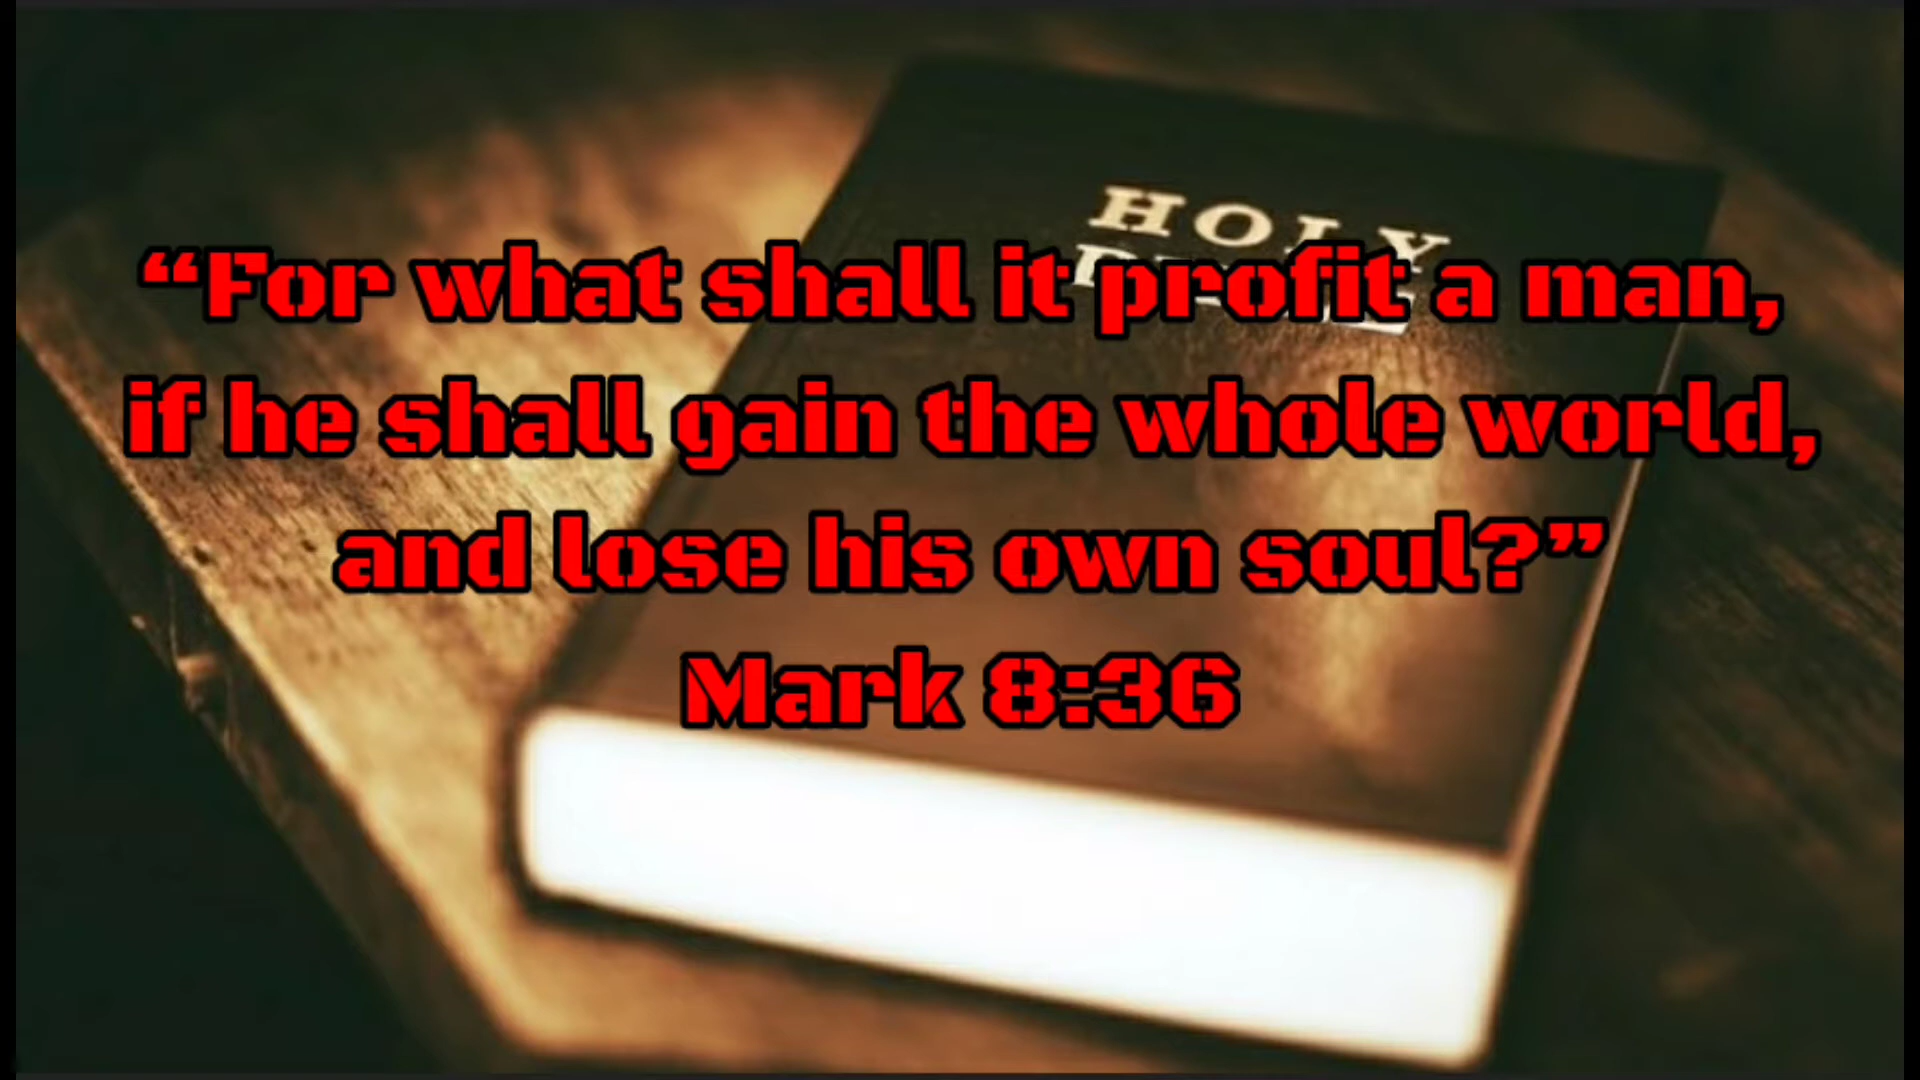 HOLY
“For what shall it profit a man,
if he shall gain the whole world,
and lose his own soul?”
Mark 8:36